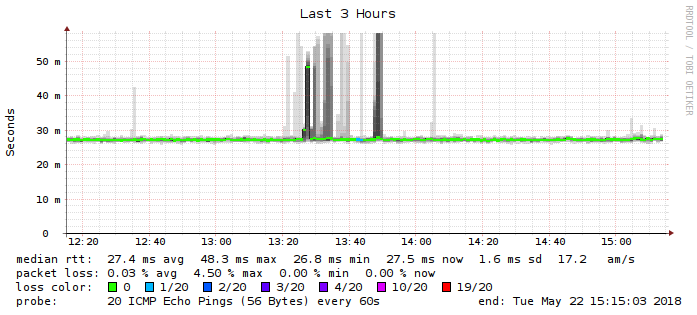 Last 3 Hours
RRDTOOL / TOBI OETIKER
Seconds
50 m
40 m
30 m
20 m
10 m
0
12:20 12:40 13:00 13:20 13:40 14:00 14:20 14:40 15:00
median rtt: 27.4 ms avg 48.3 ms max 26.8 ms min 27.5 ms now 1.6 ms sd 17.2 am/s
packet loss: 0.03 % avg 4.50 % max 0.00 % min 0.00 % now
loss color: 0 1/20 2/20 3/20 4/20 10/20 19/20
probe: 20 ICMP Echo Pings (56 Bytes) every 60s end: Tue May 22 15:15:03 2018